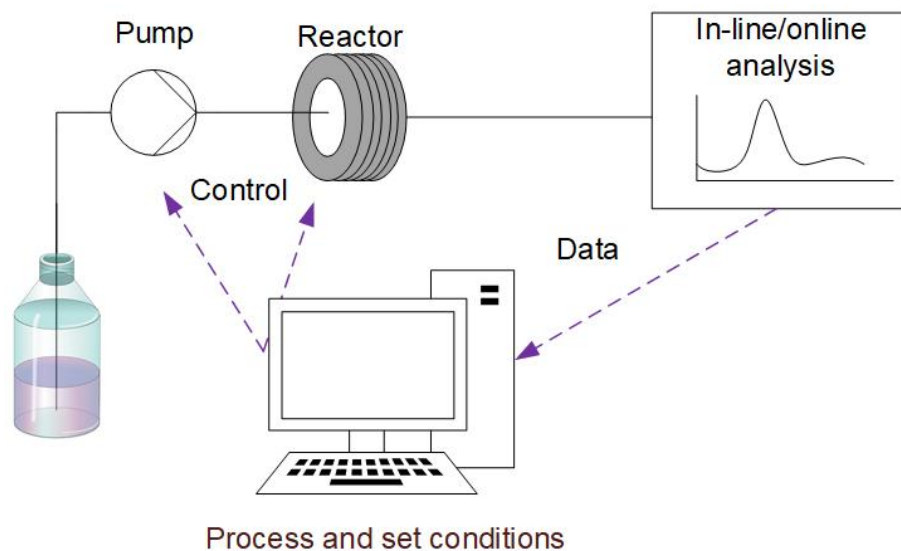 Pump
Reactor
In-line/online
analysis
Control
Data
Process and set conditions